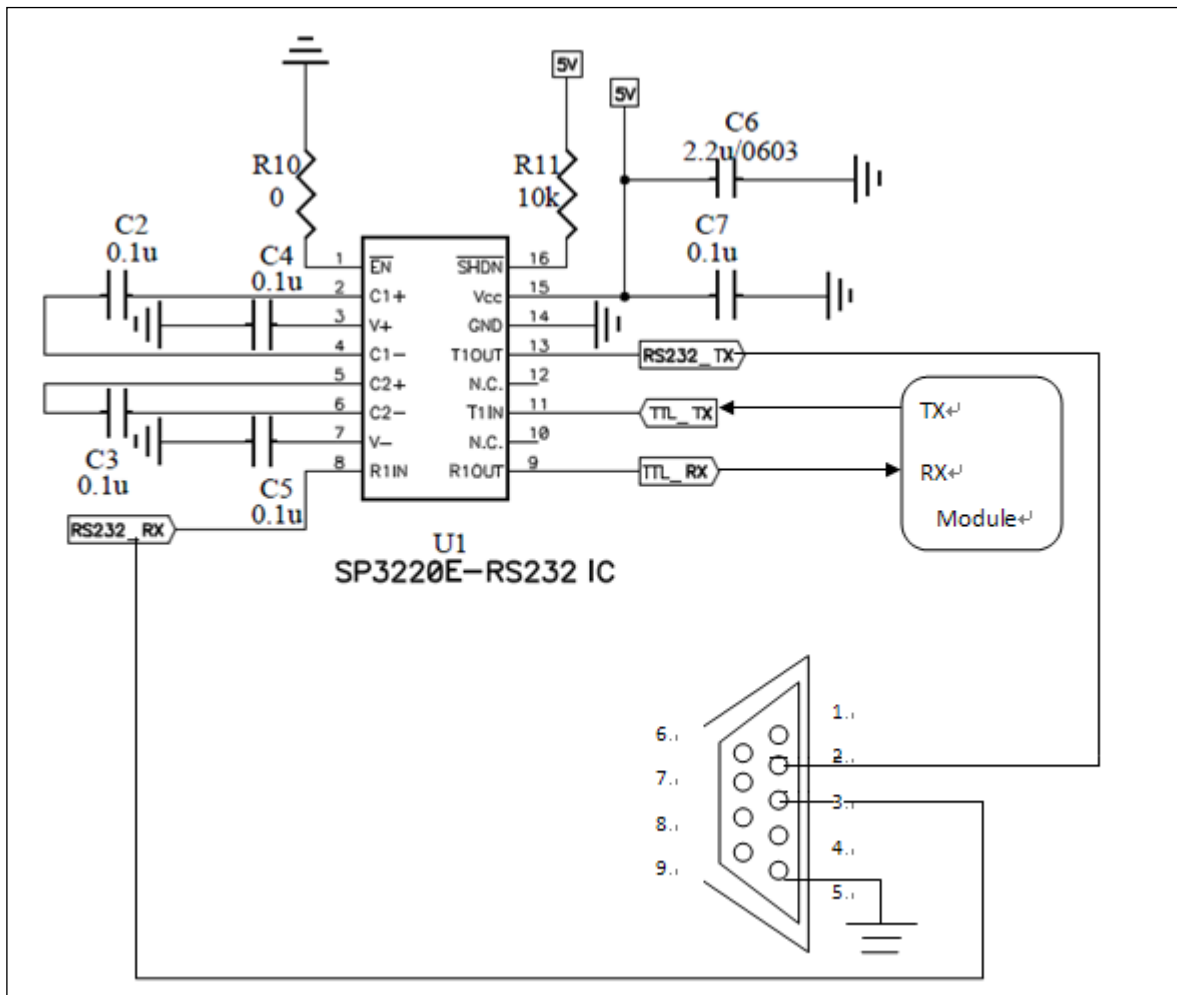 5V
5V
C6
2.2u/0603
R10
0
R11
10k
C2
0.1u
C4
0.1u
C7
0.1u
1 EN SHDN 16
2 C1+ Vcc 15
3 V+ GND 14
4 C1- T1OUT 13 RS232_TX
5 C2+ N.C. 12
6 C2- T1IN 11 TTL_TX TX↵
7 V- N.C. 10
8 R1IN R1OUT 9 TTL_RX RX↵
C3
0.1u
C5
0.1u
RS232_RX
Module↵
U1
SP3220E-RS232 IC
1.
6.
2.
7.
3.
8.
4.
9.
5.